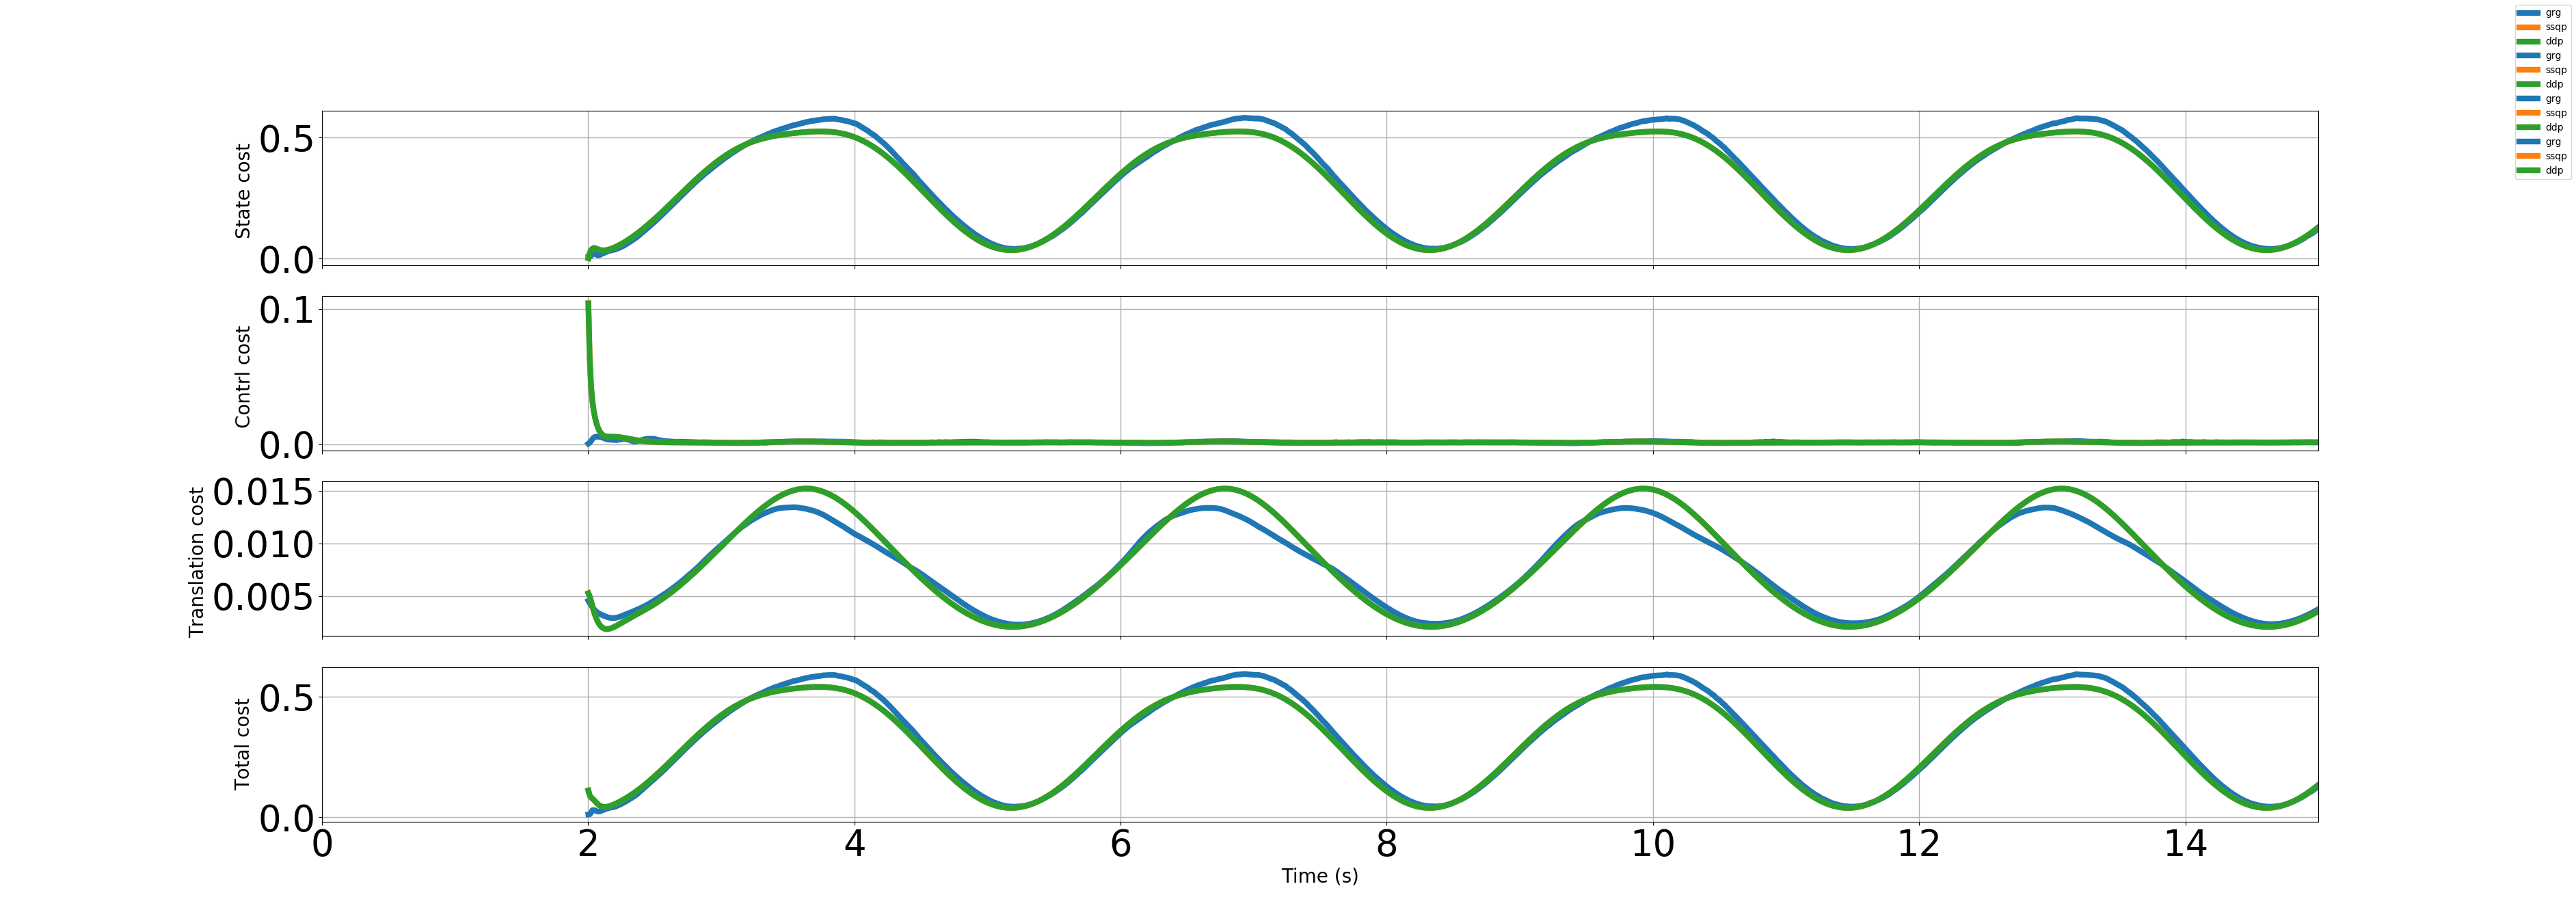 grg
ssqp
ddp
grg
ssqp
ddp
grg
ssqp
ddp
grg
ssqp
ddp
0.5
0.0
State cost
0.1
0.0
Contrl cost
0.015
0.010
0.005
Translation cost
0.5
0.0
Total cost
0 2 4 6 8 10 12 14
Time (s)